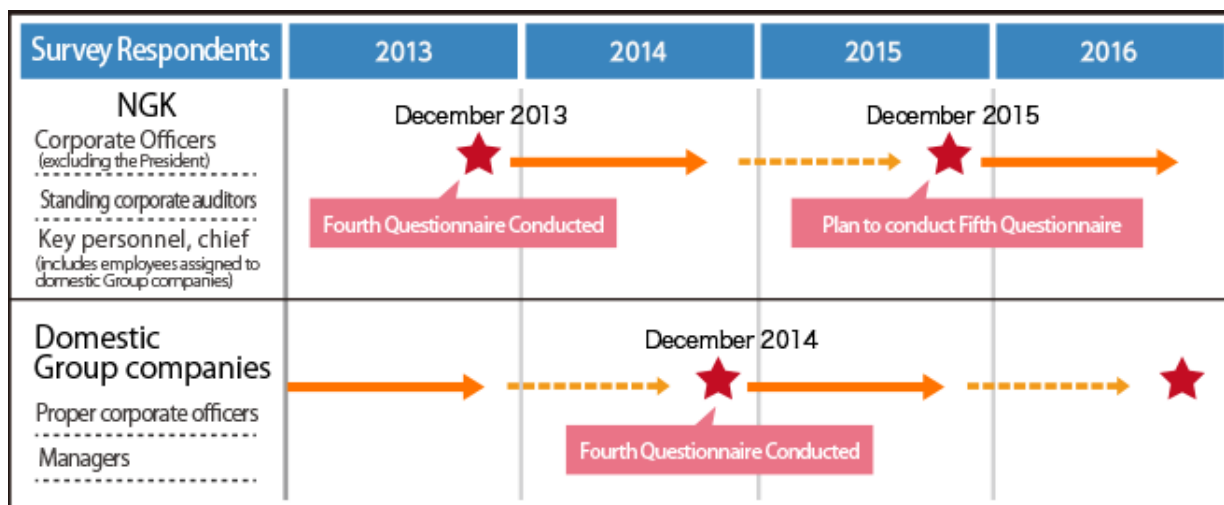 Survey Respondents
2013
2014
2015
2016
NGK
Corporate Officers
(excluding the President)
Standing corporate auditors
Key personnel, chief
(includes employees assigned to
domestic Group companies)
December 2013
Fourth Questionnaire Conducted
December 2015
Plan to conduct Fifth Questionnaire
Domestic
Group companies
Proper corporate officers
Managers
December 2014
Fourth Questionnaire Conducted